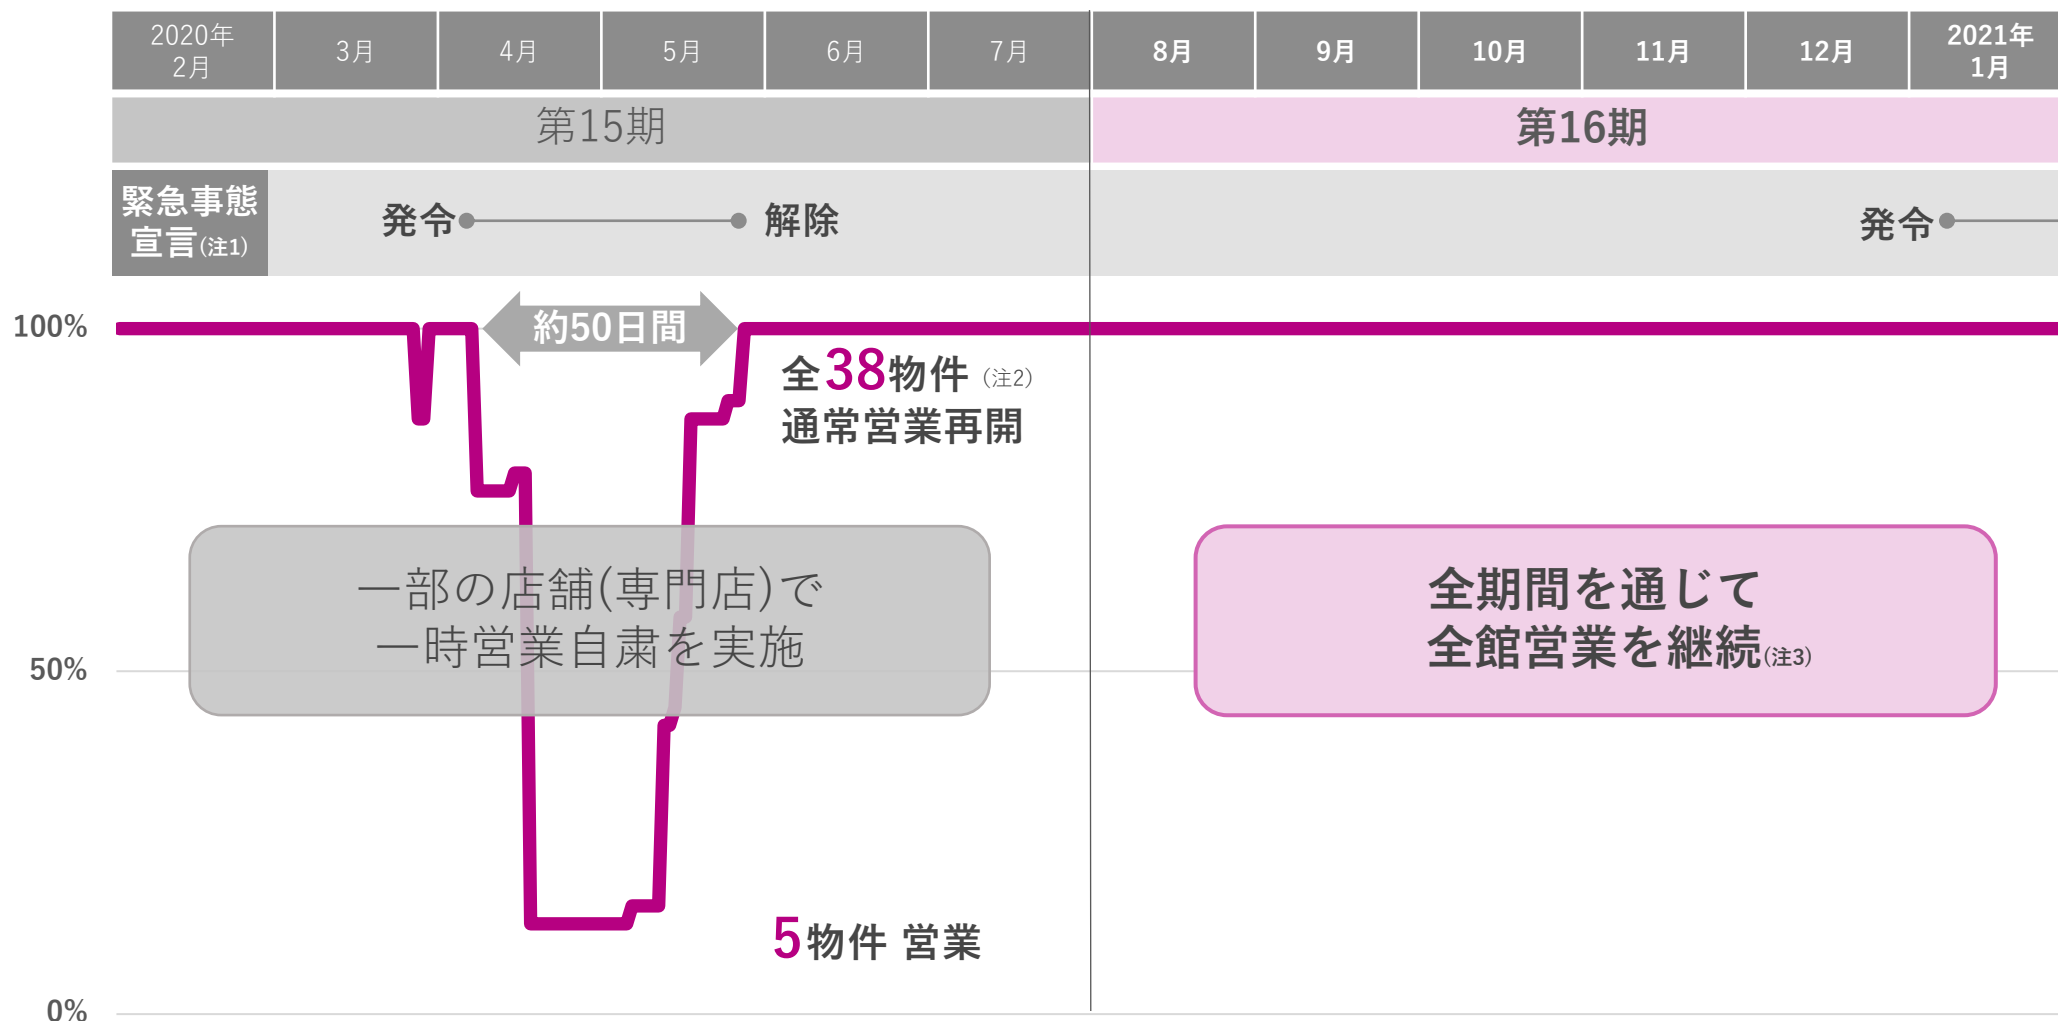 2020年
2月
3月
4月
5月
6月
7月
8月
9月
10月
11月
12月
2021年
1月
第15期
第16期
緊急事態
宣言(注1)
発令
解除
発令
100%
約50日間
全38物件(注2)
通常営業再開
一部の店舗(専門店)で
一時営業自粛を実施
全期間を通じて
全館営業を継続(注3)
50%
5物件 営業
0%